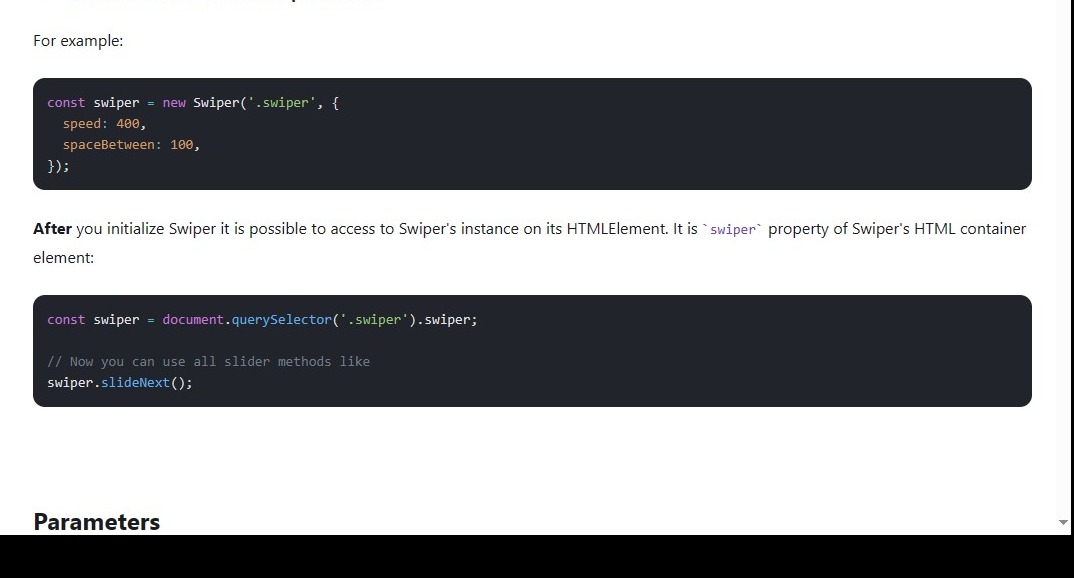 For example:
const swiper = new Swiper('.swiper', {
  speed: 400,
  spaceBetween: 100,
});
After you initialize Swiper it is possible to access to Swiper's instance on its HTMLElement. It is `swiper` property of Swiper's HTML container
element:
const swiper = document.querySelector('.swiper').swiper;
// Now you can use all slider methods like
swiper.slideNext();
Parameters